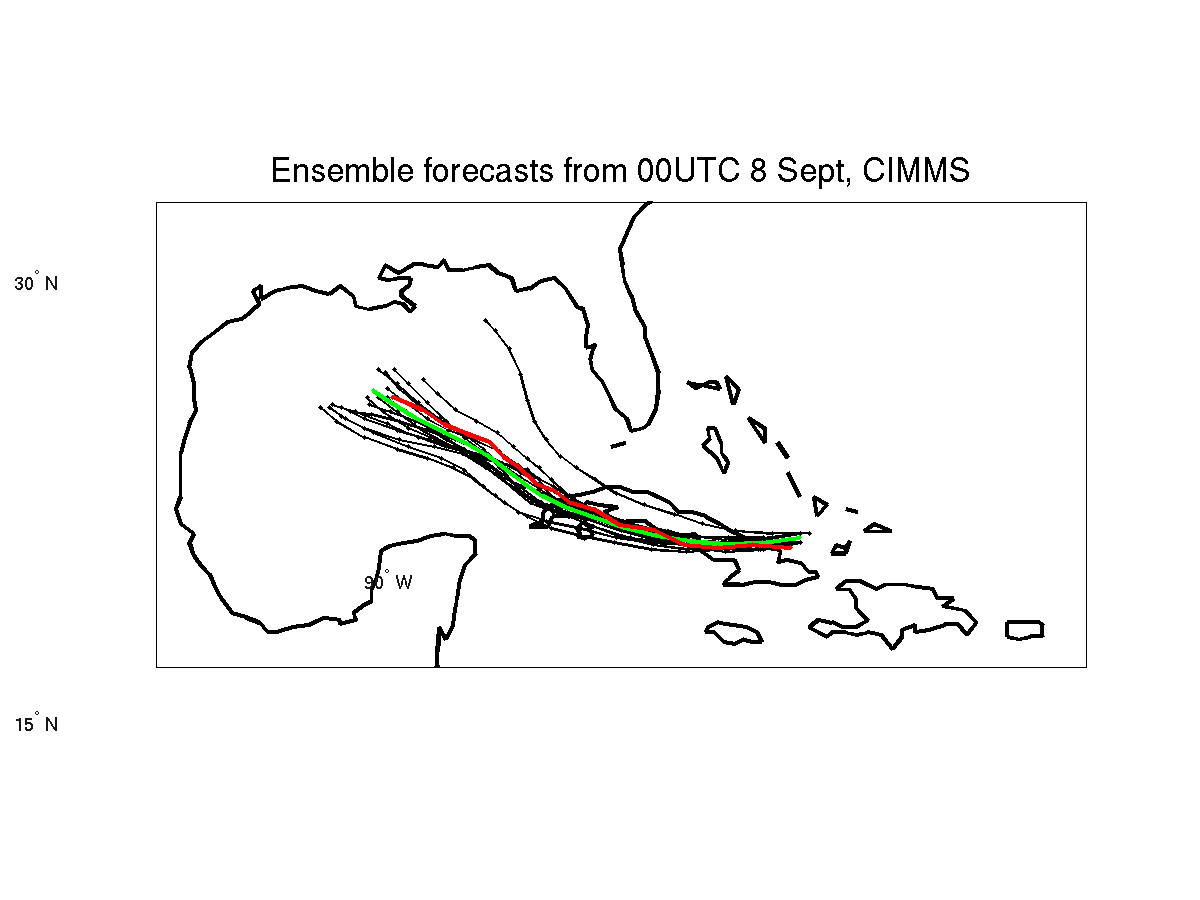 Ensemble forecasts from 00UTC 8 Sept, CIMMS
30° N
90° W
15° N